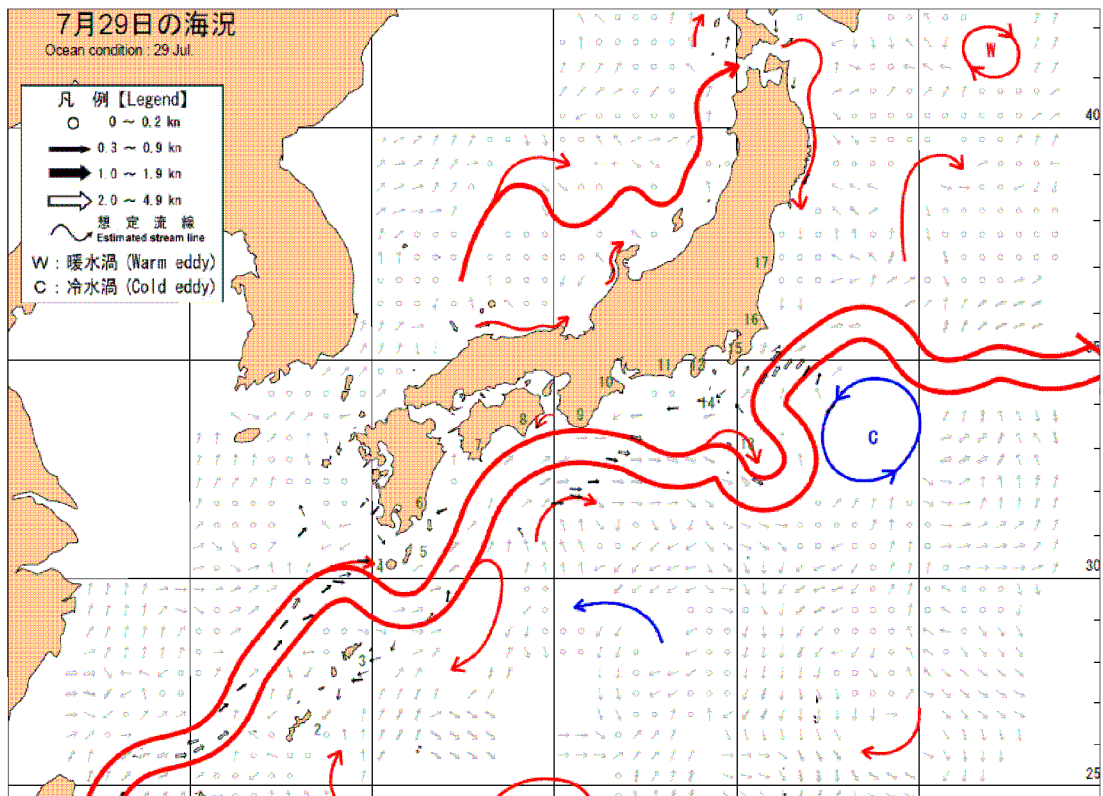 7月29日の海況
Ocean condition : 29 Jul.
凡 例【Legend】
0 ～ 0.2 kn
0.3 ～ 0.9 kn
1.0 ～ 1.9 kn
2.0 ～ 4.9 kn
想 定 流 線
Estimated stream line
W : 暖水渦 (Warm eddy)
C : 冷水渦 (Cold eddy)
W
40
17
16
15
10
11
13
14
8
9
7
C
6
5
4
30
3
2
25